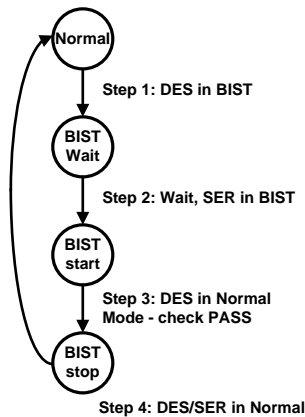 Normal
Step 1: DES in BIST
BIST
Wait
Step 2: Wait, SER in BIST
BIST
start
Step 3: DES in Normal
Mode - check PASS
BIST
stop
Step 4: DES/SER in Normal